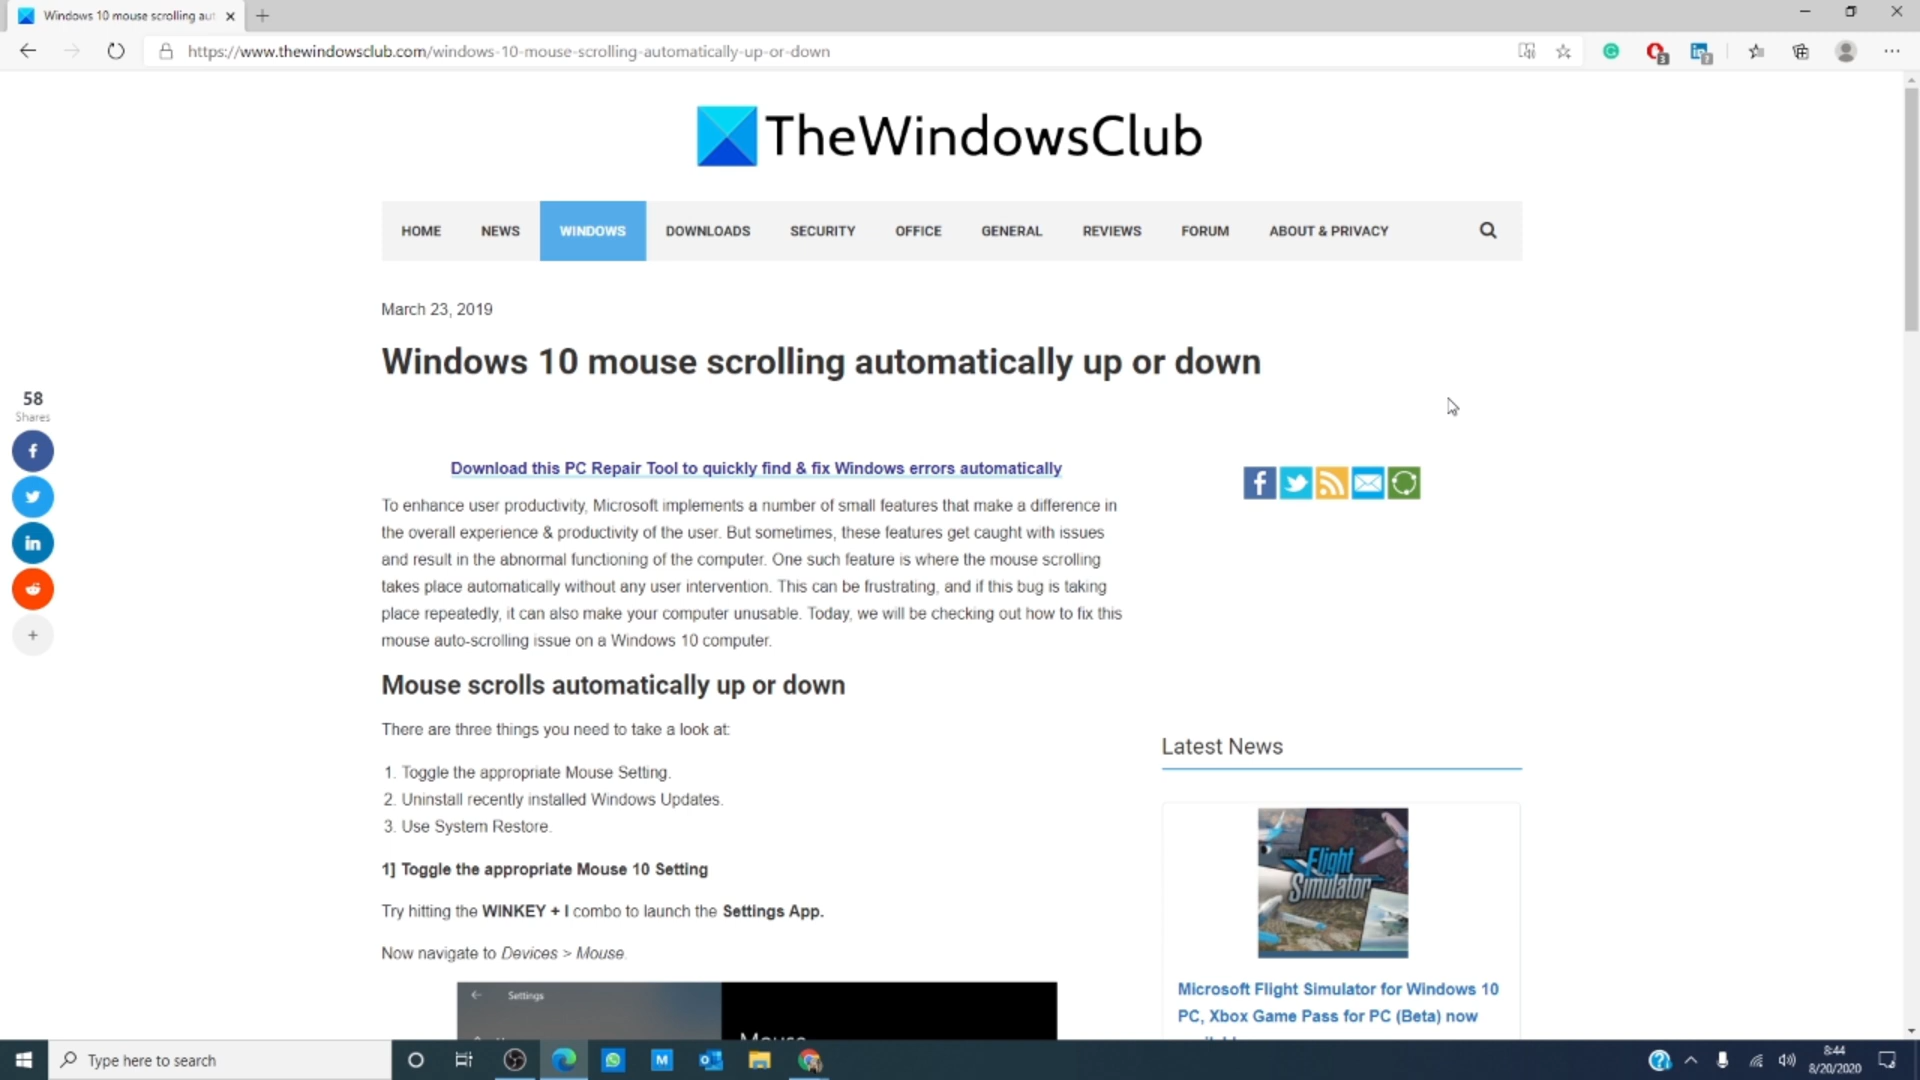 Windows 10 mouse scrolling aut
https://www.thewindowsclub.com/windows-10-mouse-scrolling-automatically-up-or-down
3
7
TheWindowsClub
HOME NEWS WINDOWS DOWNLOADS SECURITY OFFICE GENERAL REVIEWS FORUM ABOUT & PRIVACY
March 23, 2019
Windows 10 mouse scrolling automatically up or down
58
Shares
Download this PC Repair Tool to quickly find & fix Windows errors automatically
To enhance user productivity, Microsoft implements a number of small features that make a difference in
the overall experience & productivity of the user. But sometimes, these features get caught with issues
and result in the abnormal functioning of the computer. One such feature is where the mouse scrolling
takes place automatically without any user intervention. This can be frustrating, and if this bug is taking
place repeatedly, it can also make your computer unusable. Today, we will be checking out how to fix this
mouse auto-scrolling issue on a Windows 10 computer.
Mouse scrolls automatically up or down
There are three things you need to take a look at:
1. Toggle the appropriate Mouse Setting.
2. Uninstall recently installed Windows Updates.
3. Use System Restore.
1] Toggle the appropriate Mouse 10 Setting
Try hitting the WINKEY + I combo to launch the Settings App.
Now navigate to Devices > Mouse.
Settings
Mouse
Latest News
Flight
Simulator
Microsoft Flight Simulator for Windows 10
PC, Xbox Game Pass for PC (Beta) now
Type here to search
8:44
8/20/2020